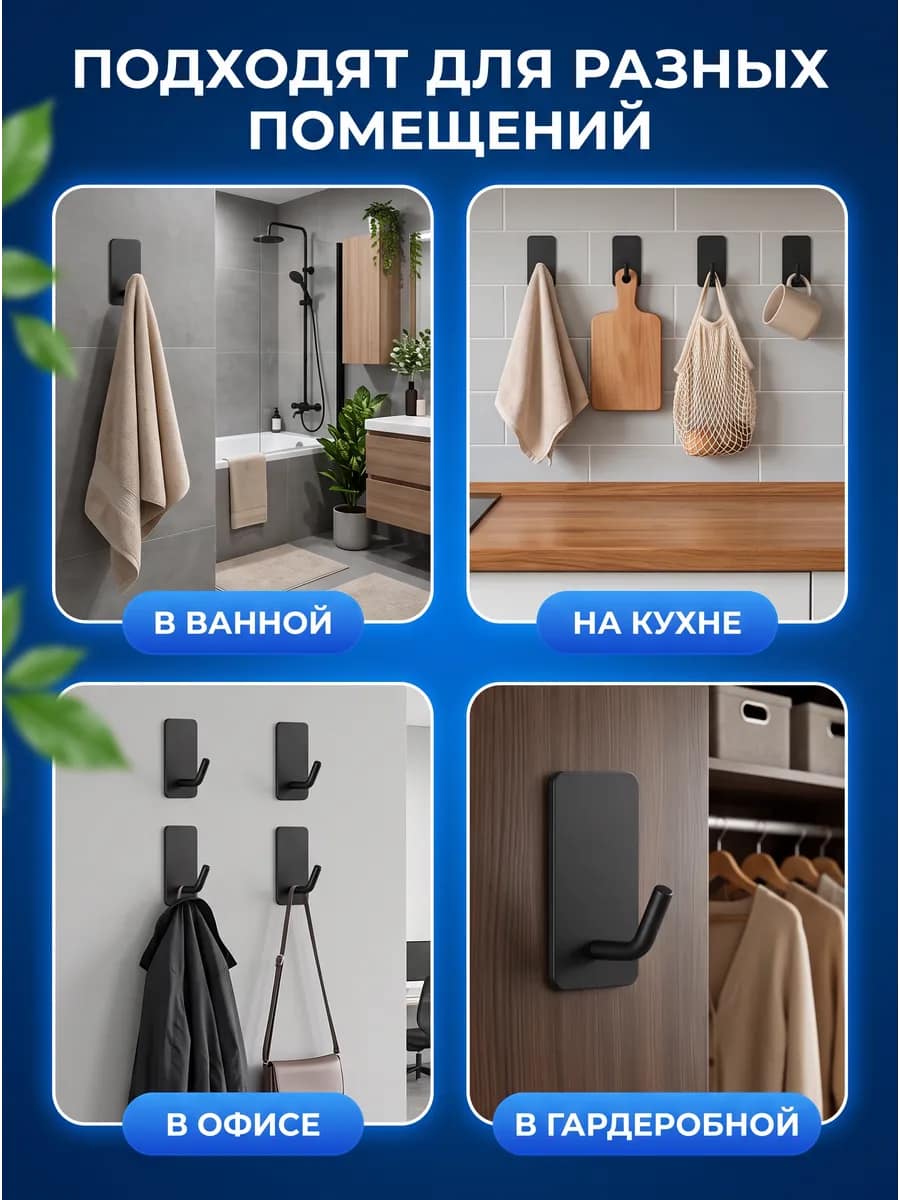 ПОДХОДЯТ ДЛЯ РАЗНЫХ
ПОМЕЩЕНИЙ
В ВАННОЙ
НА КУХНЕ
В ОФИСЕ
В ГАРДЕРОБНОЙ